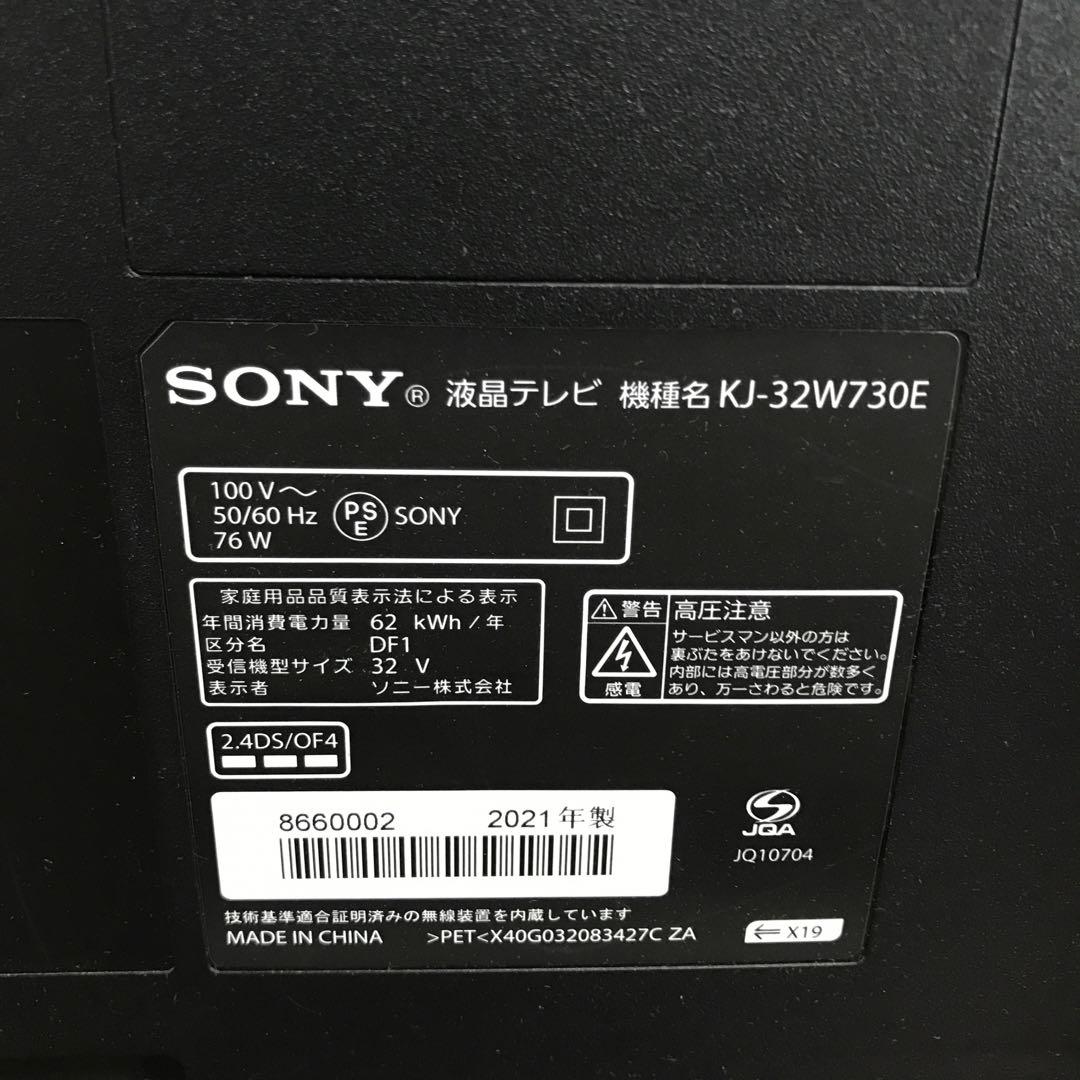 SONY® 液晶テレビ 機種名 KJ-32W730E
100 V～
50/60 Hz
76 W
PS
E
SONY
家庭用品品質表示法による表示
年間消費電力量 62 kWh / 年
区分名 DF1
受信機型サイズ 32 V
表示者 ソニー株式会社
警告 高圧注意
感電
サービスマン以外の方は
裏ぶたをあけないでください。
内部には高電圧部分が数多く
あり、万一さわると危険です。
2.4DS/OF4
8660002 2021年製
JQA
JQ10704
技術基準適合証明済みの無線装置を内蔵しています
MADE IN CHINA >PET<X40G032083427C ZA
⇐ X19